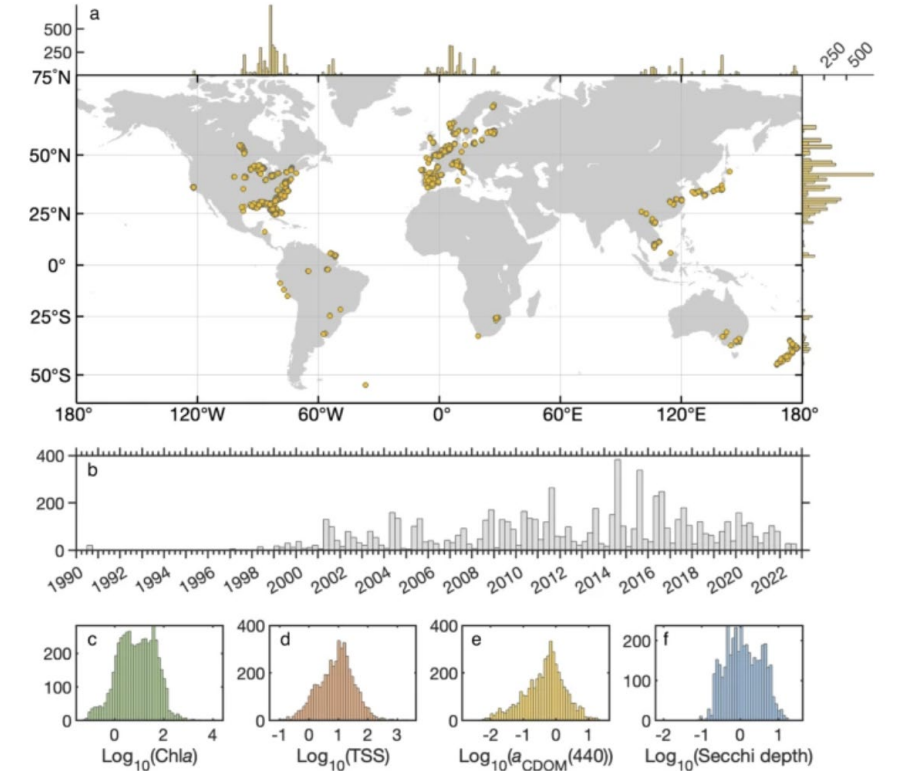 a
500
250
250 500
75°N
50°N
25°N
0°
25°S
50°S
180° 120°W 60°W 0° 60°E 120°E 180°
b
400
200
0
1990 1992 1994 1996 1998 2000 2002 2004 2006 2008 2010 2012 2014 2016 2018 2020 2022
c
200
100
0
0 2 4
Log10(Chla)
d
400
200
0
-1 0 1 2 3
Log10(TSS)
e
400
200
0
-2 -1 0 1
Log10(aCDOM(440))
f
200
100
0
-2 -1 0 1
Log10(Secchi depth)